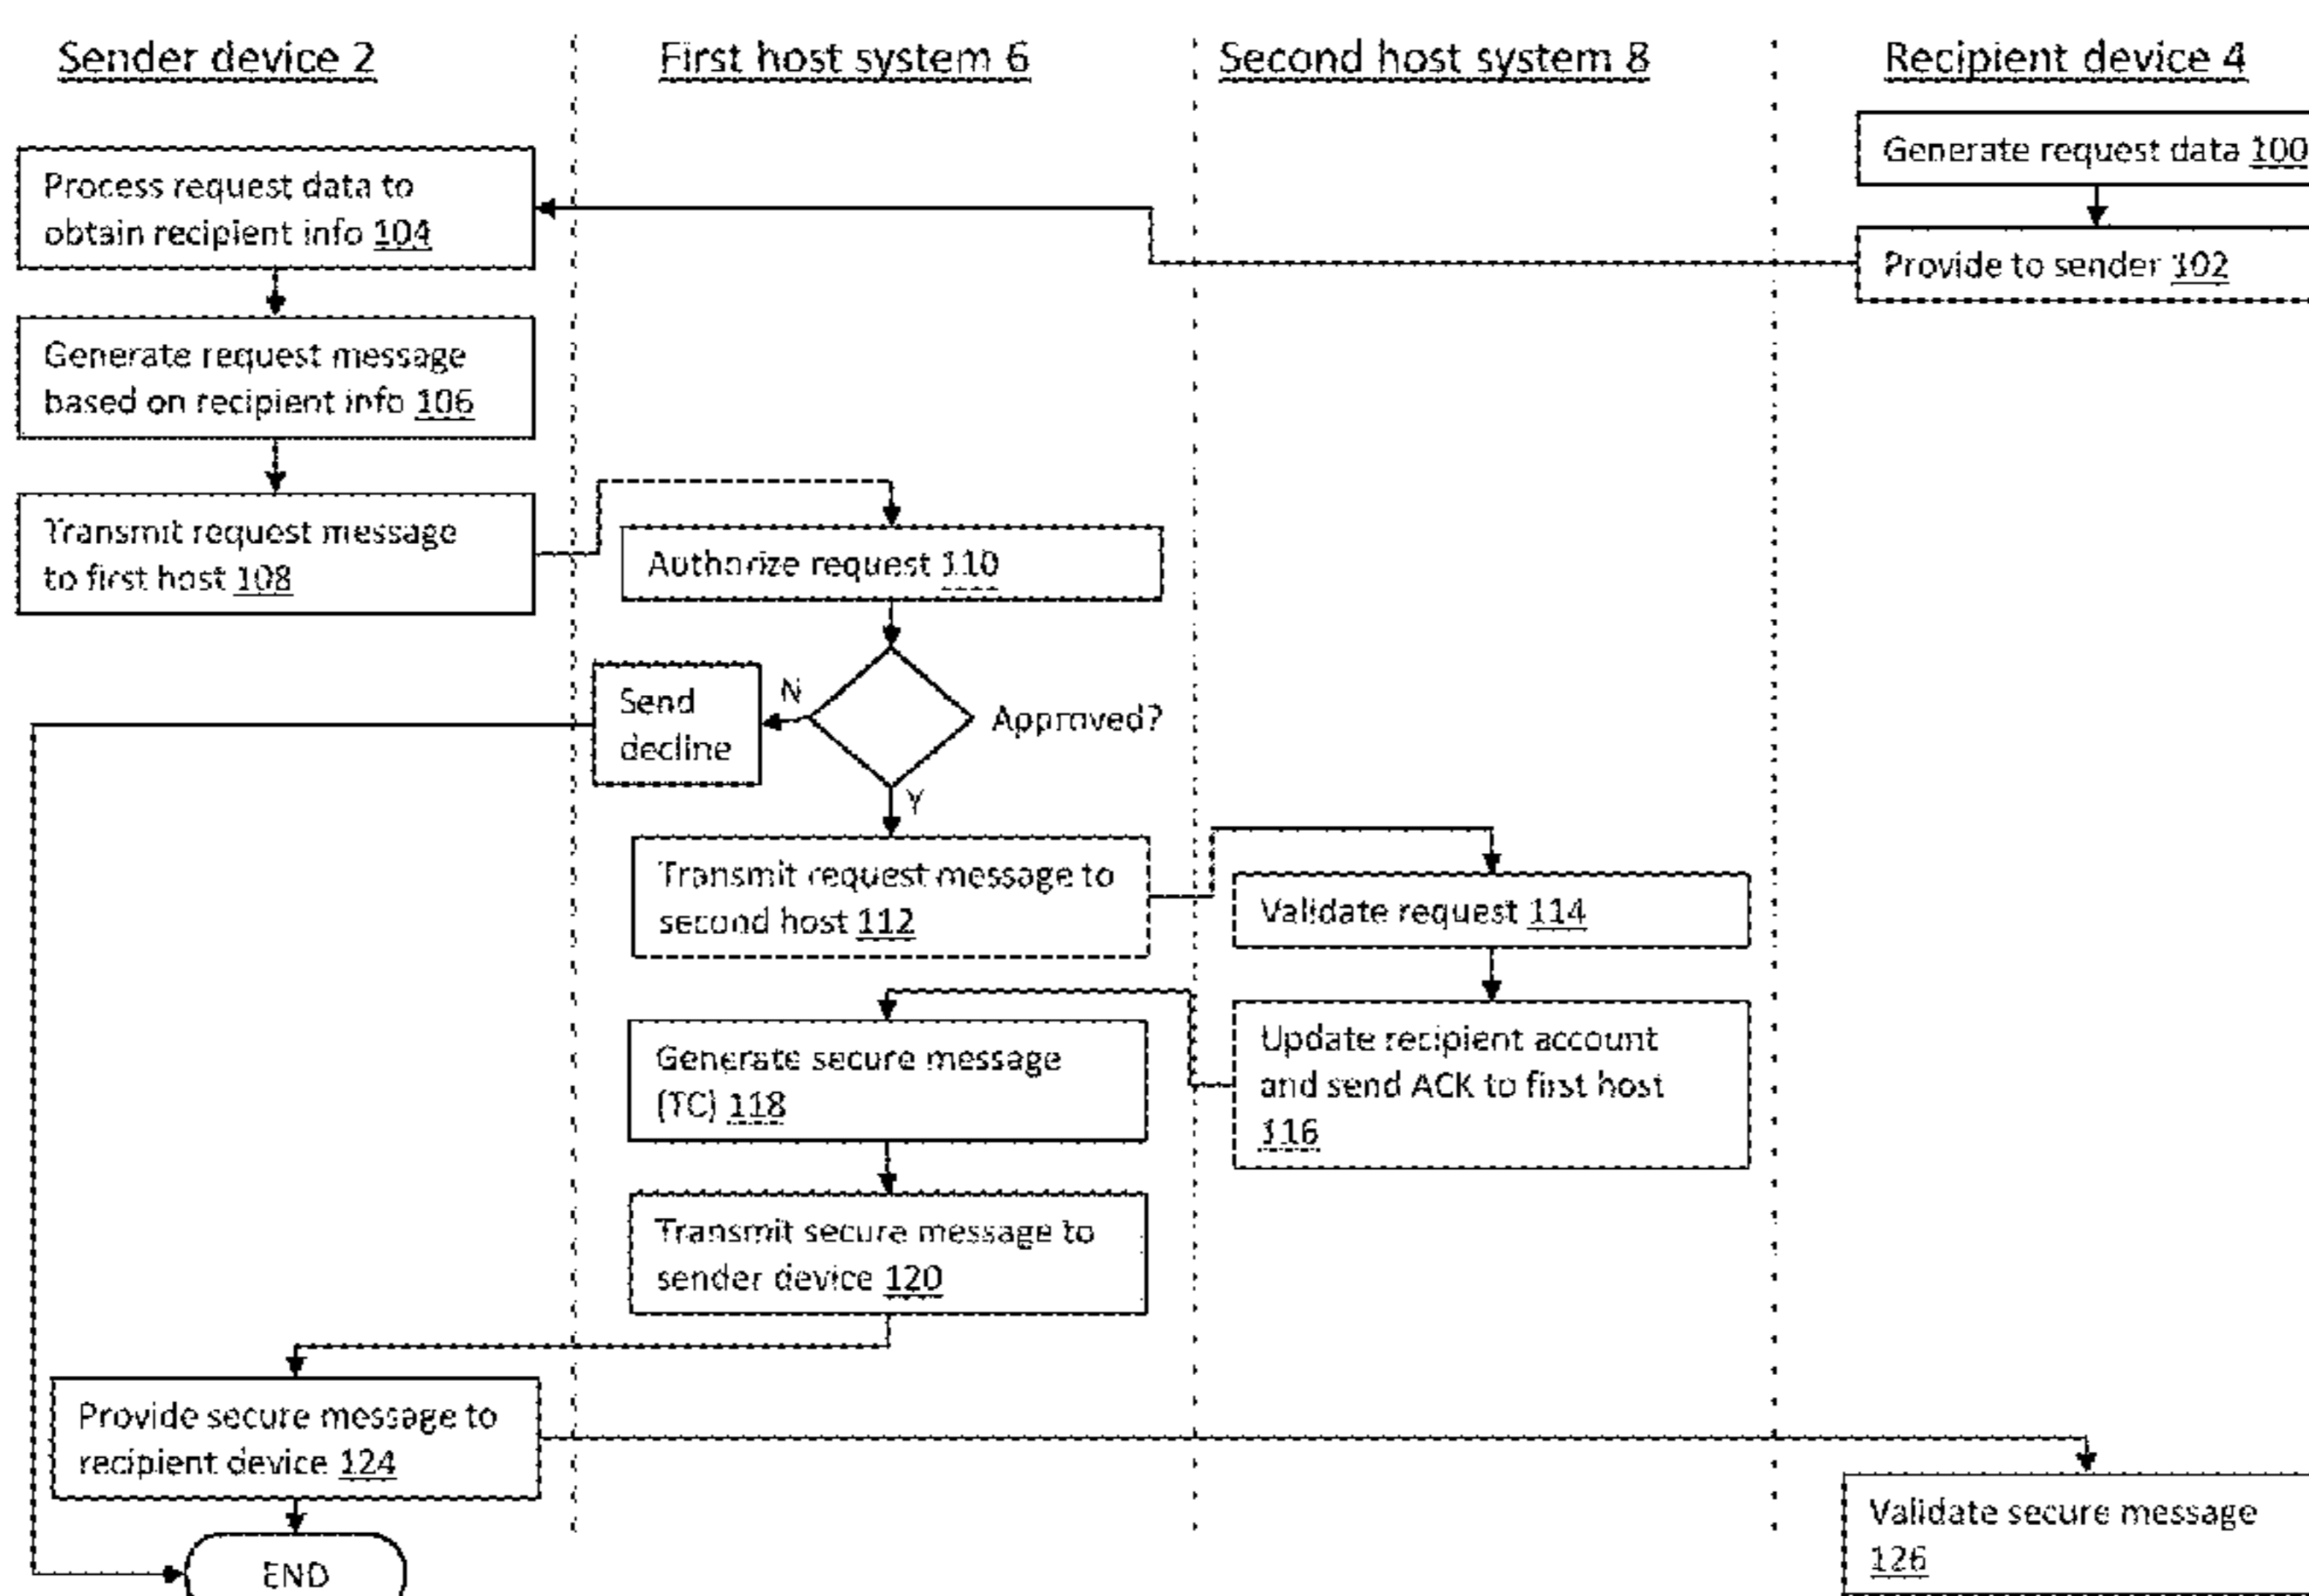 Sender device 2
First host system 6
Second host system 8
Recipient device 4
Generate request data 100
Process request data to
obtain recipient info 104
Provide to sender 102
Generate request message
based on recipient info 106
Transmit request message
to first host 108
Authorize request 110
Send
decline
N
Approved?
Y
Transmit request message to
second host 112
Validate request 114
Update recipient account
and send ACK to first host
116
Generate secure message
(TC) 118
Transmit secure message to
sender device 120
Provide secure message to
recipient device 124
Validate secure message
126
END